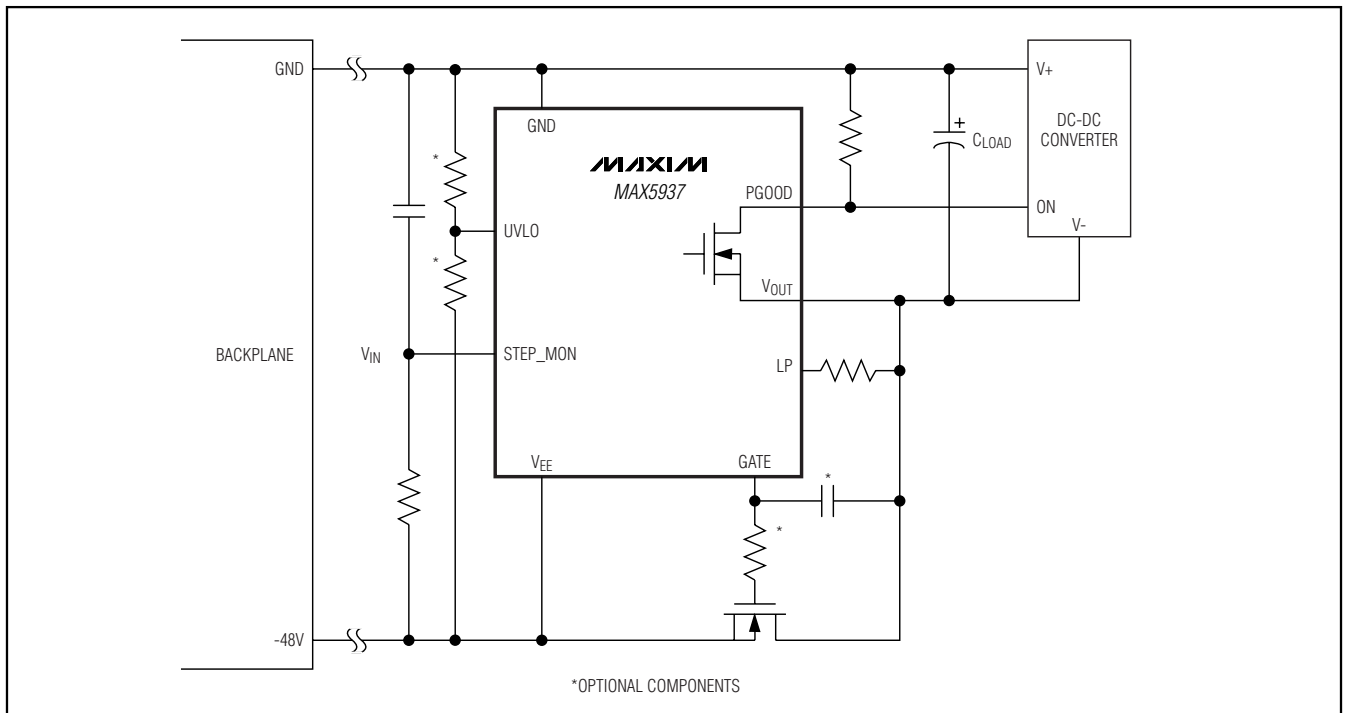 GND
V+
GND
DC-DC
CONVERTER
+
CLOAD
*
MAXIM
MAX5937
PGOOD
ON
V-
UVLO
*
VOUT
BACKPLANE
VIN
STEP_MON
LP
VEE
GATE
*
*
-48V
*OPTIONAL COMPONENTS